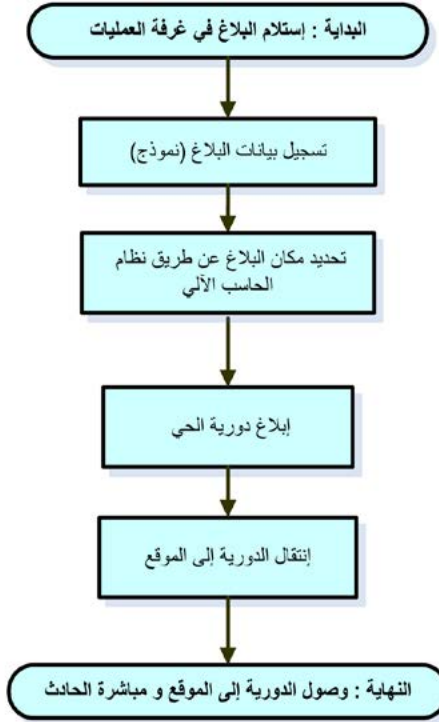 البداية : إستلام البلاغ في غرفة العمليات
تسجيل بيانات البلاغ (نموذج)
تحديد مكان البلاغ عن طريق نظام
الحاسب الآلي
إبلاغ دورية الحي
إنتقال الدورية إلى الموقع
النهاية : وصول الدورية إلى الموقع و مباشرة الحادث